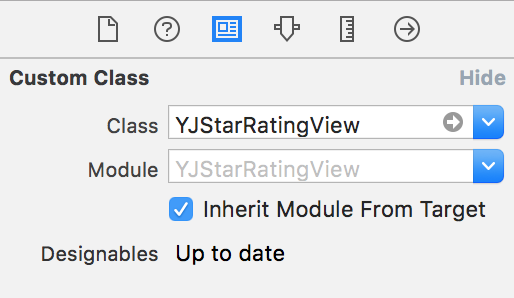 Custom Class Hide
Class YJStarRatingView
Module YJStarRatingView
Inherit Module From Target
Designables Up to date